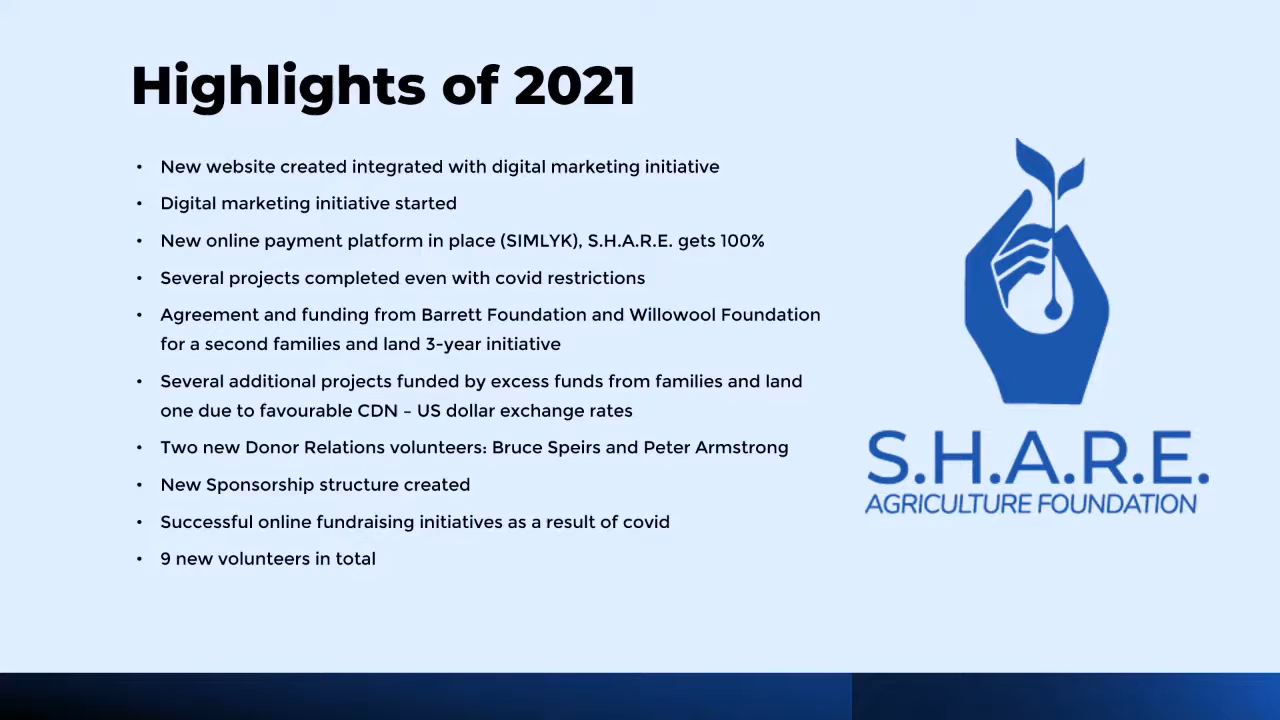 Highlights of 2021
• New website created integrated with digital marketing initiative
• Digital marketing initiative started
• New online payment platform in place (SIMLYK), S.H.A.R.E. gets 100%
• Several projects completed even with covid restrictions
• Agreement and funding from Barrett Foundation and Willowool Foundation
for a second families and land 3-year initiative
• Several additional projects funded by excess funds from families and land
one due to favourable CDN – US dollar exchange rates
• Two new Donor Relations volunteers: Bruce Speirs and Peter Armstrong
• New Sponsorship structure created
• Successful online fundraising initiatives as a result of covid
• 9 new volunteers in total
S.H.A.R.E.
AGRICULTURE FOUNDATION